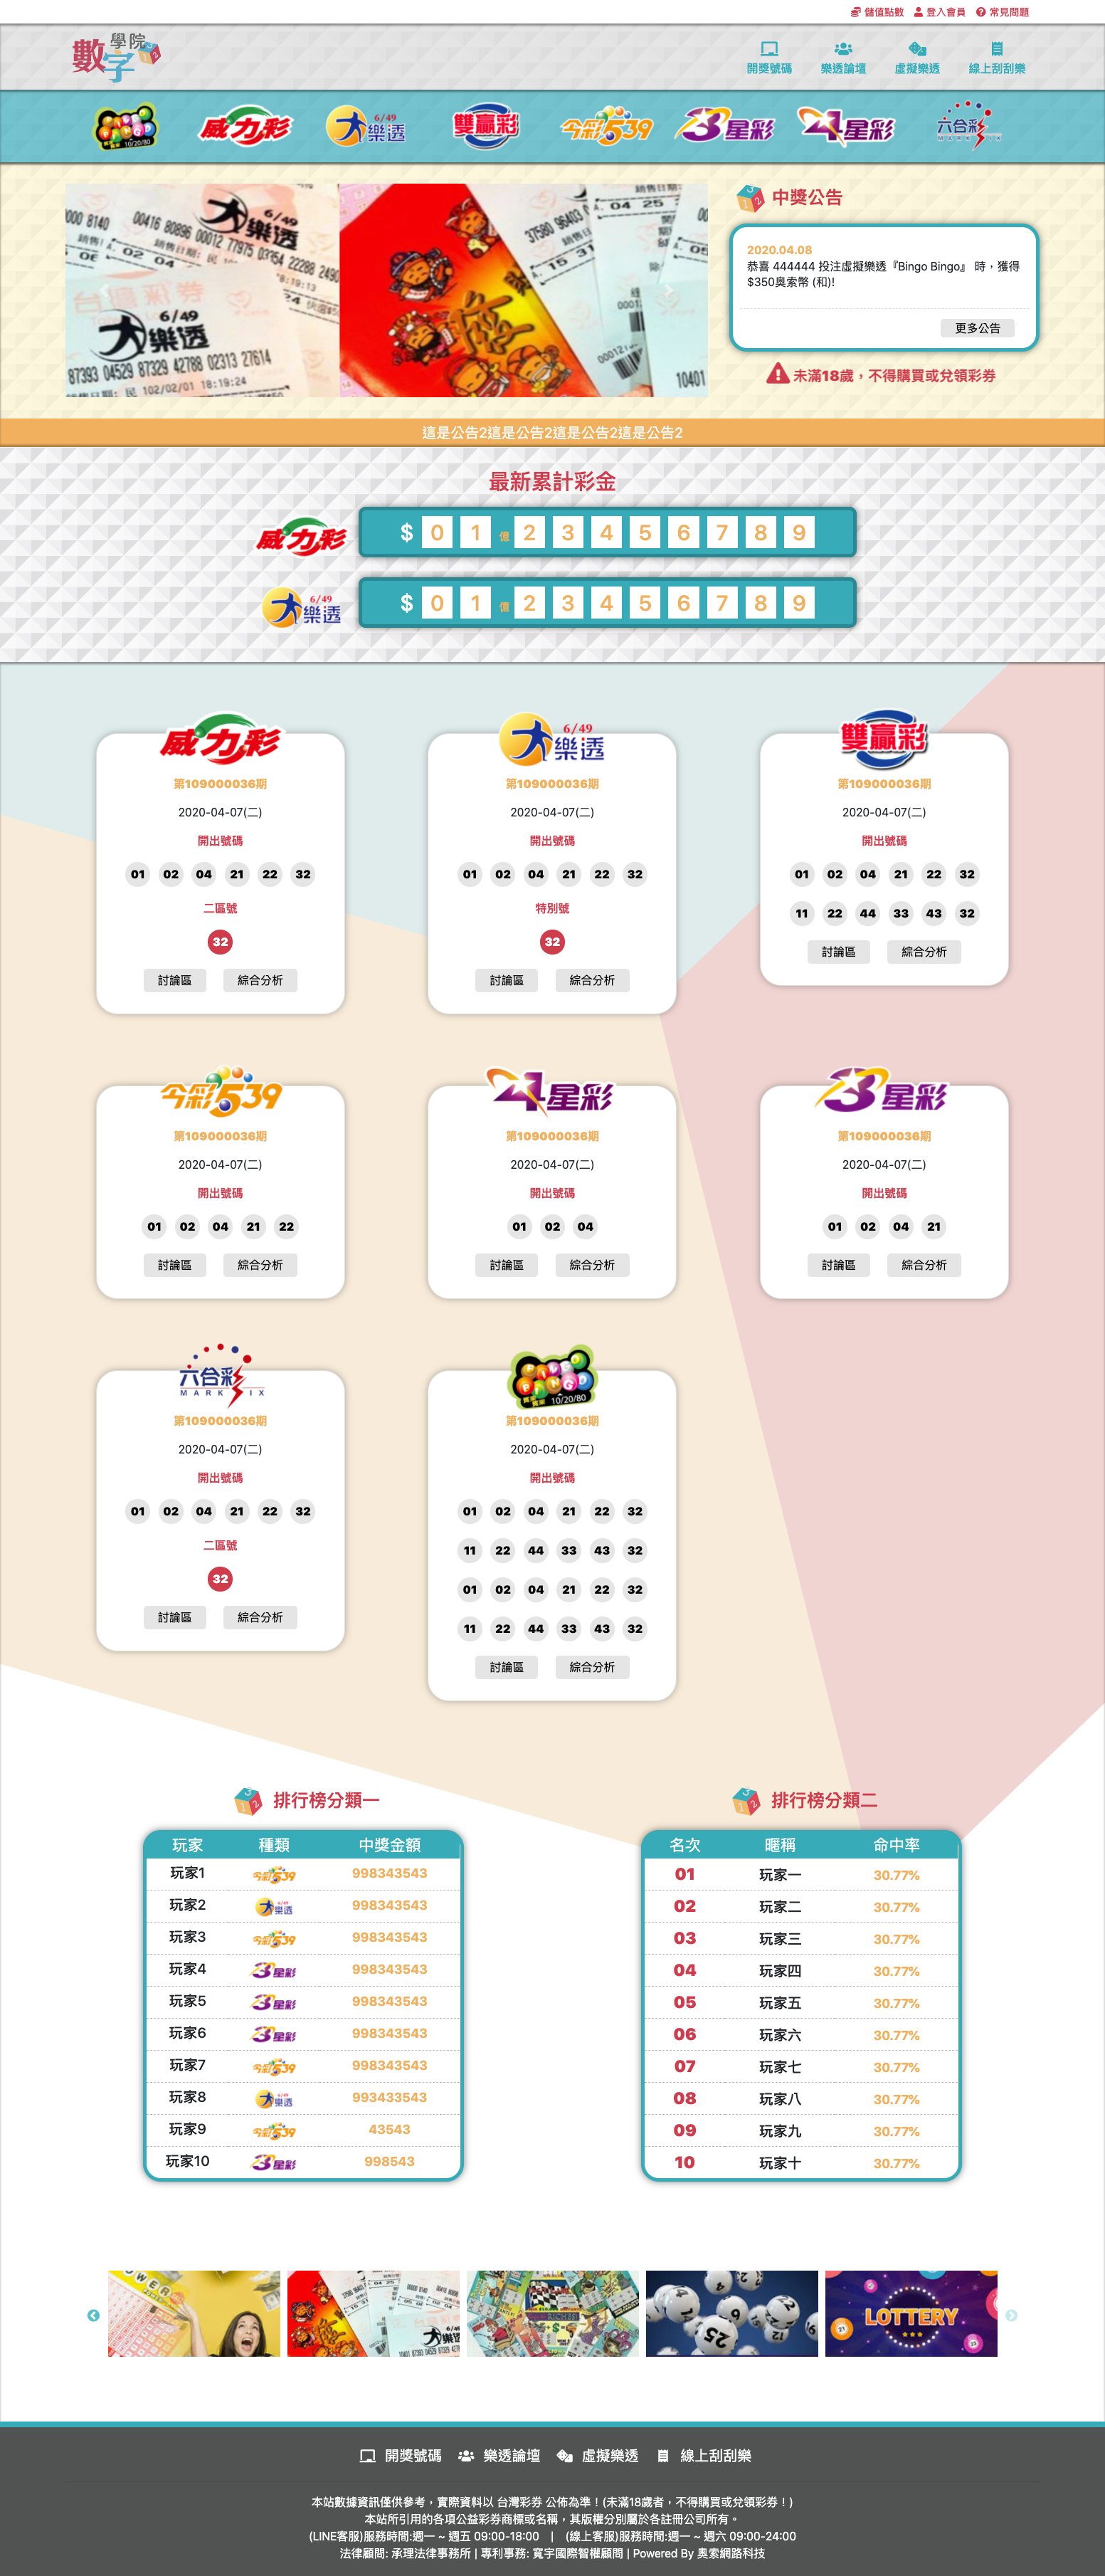 儲值點數 登入會員 常見問題
數字學院
開獎號碼 樂透論壇 虛擬樂透 線上刮刮樂
BINGO BINGO 10/20/80 威力彩 6/49 樂透 雙贏彩 今彩539 3星彩 4星彩 六合彩 MARK SIX
中獎公告
2020.04.08
恭喜 444444 投注虛擬樂透『Bingo Bingo』 時，獲得
$350奧索幣 (和)!
更多公告
未滿18歲，不得購買或兌領彩券
這是公告2這是公告2這是公告2這是公告2
最新累計彩金
威力彩 $ 0 1 億 2 3 4 5 6 7 8 9
6/49 樂透 $ 0 1 億 2 3 4 5 6 7 8 9
威力彩
第109000036期
2020-04-07(二)
開出號碼
01 02 04 21 22 32
二區號
32
討論區 綜合分析
6/49 樂透
第109000036期
2020-04-07(二)
開出號碼
01 02 04 21 22 32
特別號
32
討論區 綜合分析
雙贏彩
第109000036期
2020-04-07(二)
開出號碼
01 02 04 21 22 32
11 22 44 33 43 32
討論區 綜合分析
今彩539
第109000036期
2020-04-07(二)
開出號碼
01 02 04 21 22
討論區 綜合分析
4星彩
第109000036期
2020-04-07(二)
開出號碼
01 02 04
討論區 綜合分析
3星彩
第109000036期
2020-04-07(二)
開出號碼
01 02 04 21
討論區 綜合分析
六合彩
MARK SIX
第109000036期
2020-04-07(二)
開出號碼
01 02 04 21 22 32
二區號
32
討論區 綜合分析
BINGO BINGO 10/20/80
第109000036期
2020-04-07(二)
開出號碼
01 02 04 21 22 32
11 22 44 33 43 32
01 02 04 21 22 32
11 22 44 33 43 32
討論區 綜合分析
排行榜分類一
玩家 種類 中獎金額
玩家1 今彩539 998343543
玩家2 6/49 樂透 998343543
玩家3 今彩539 998343543
玩家4 3星彩 998343543
玩家5 3星彩 998343543
玩家6 3星彩 998343543
玩家7 今彩539 998343543
玩家8 6/49 樂透 993433543
玩家9 今彩539 43543
玩家10 3星彩 998543
排行榜分類二
名次 暱稱 命中率
01 玩家一 30.77%
02 玩家二 30.77%
03 玩家三 30.77%
04 玩家四 30.77%
05 玩家五 30.77%
06 玩家六 30.77%
07 玩家七 30.77%
08 玩家八 30.77%
09 玩家九 30.77%
10 玩家十 30.77%
LOTTERY
開獎號碼 樂透論壇 虛擬樂透 線上刮刮樂
本站數據資訊僅供參考，實際資料以 台灣彩券 公佈為準！(未滿18歲者，不得購買或兌領彩券！)
本站所引用的各項公益彩券商標或名稱，其版權分別屬於各註冊公司所有。
(LINE客服)服務時間:週一 ~ 週五 09:00-18:00 | (線上客服)服務時間:週一 ~ 週六 09:00-24:00
法律顧問: 承理法律事務所 | 專利事務: 寬宇國際智權顧問 | Powered By 奧索網路科技